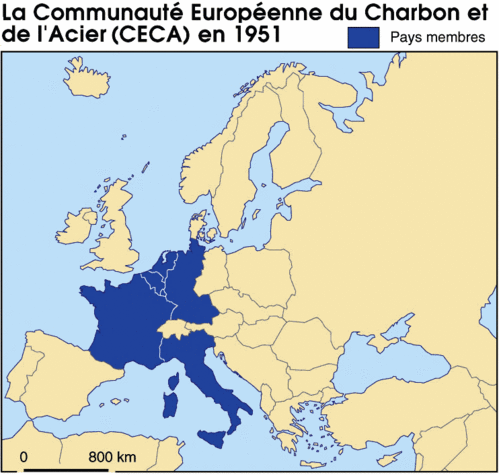 La Communauté Européenne du Charbon et
de l'Acier (CECA) en 1951
Pays membres
0 800 km